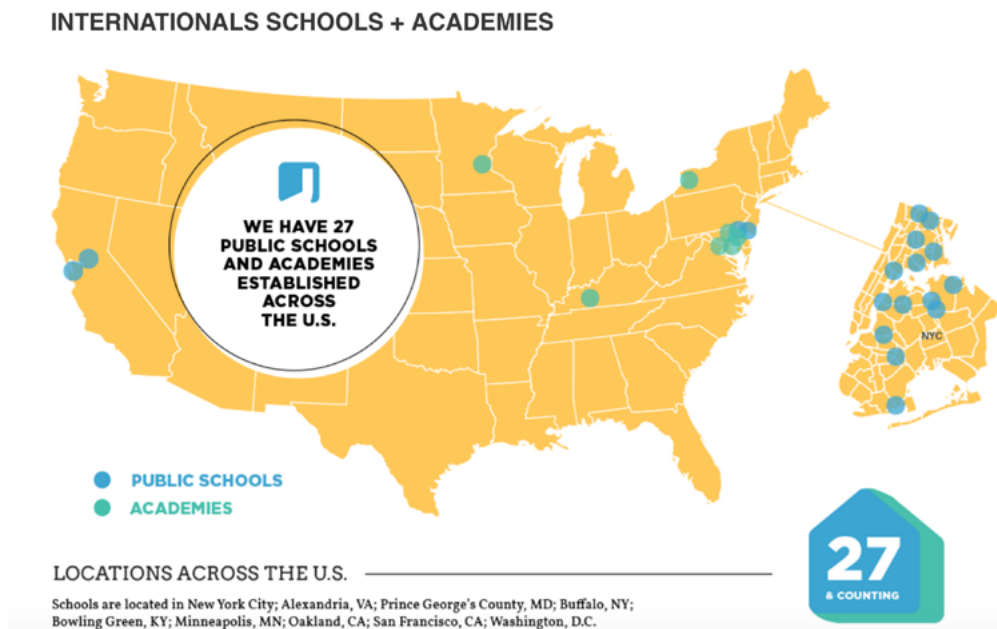 INTERNATIONALS SCHOOLS + ACADEMIES
WE HAVE 27
PUBLIC SCHOOLS
AND ACADEMIES
ESTABLISHED
ACROSS
THE U.S.
NYC
PUBLIC SCHOOLS
ACADEMIES
27
& COUNTING
LOCATIONS ACROSS THE U.S.
Schools are located in New York City; Alexandria, VA; Prince George's County, MD; Buffalo, NY;
Bowling Green, KY; Minneapolis, MN; Oakland, CA; San Francisco, CA; Washington, D.C.